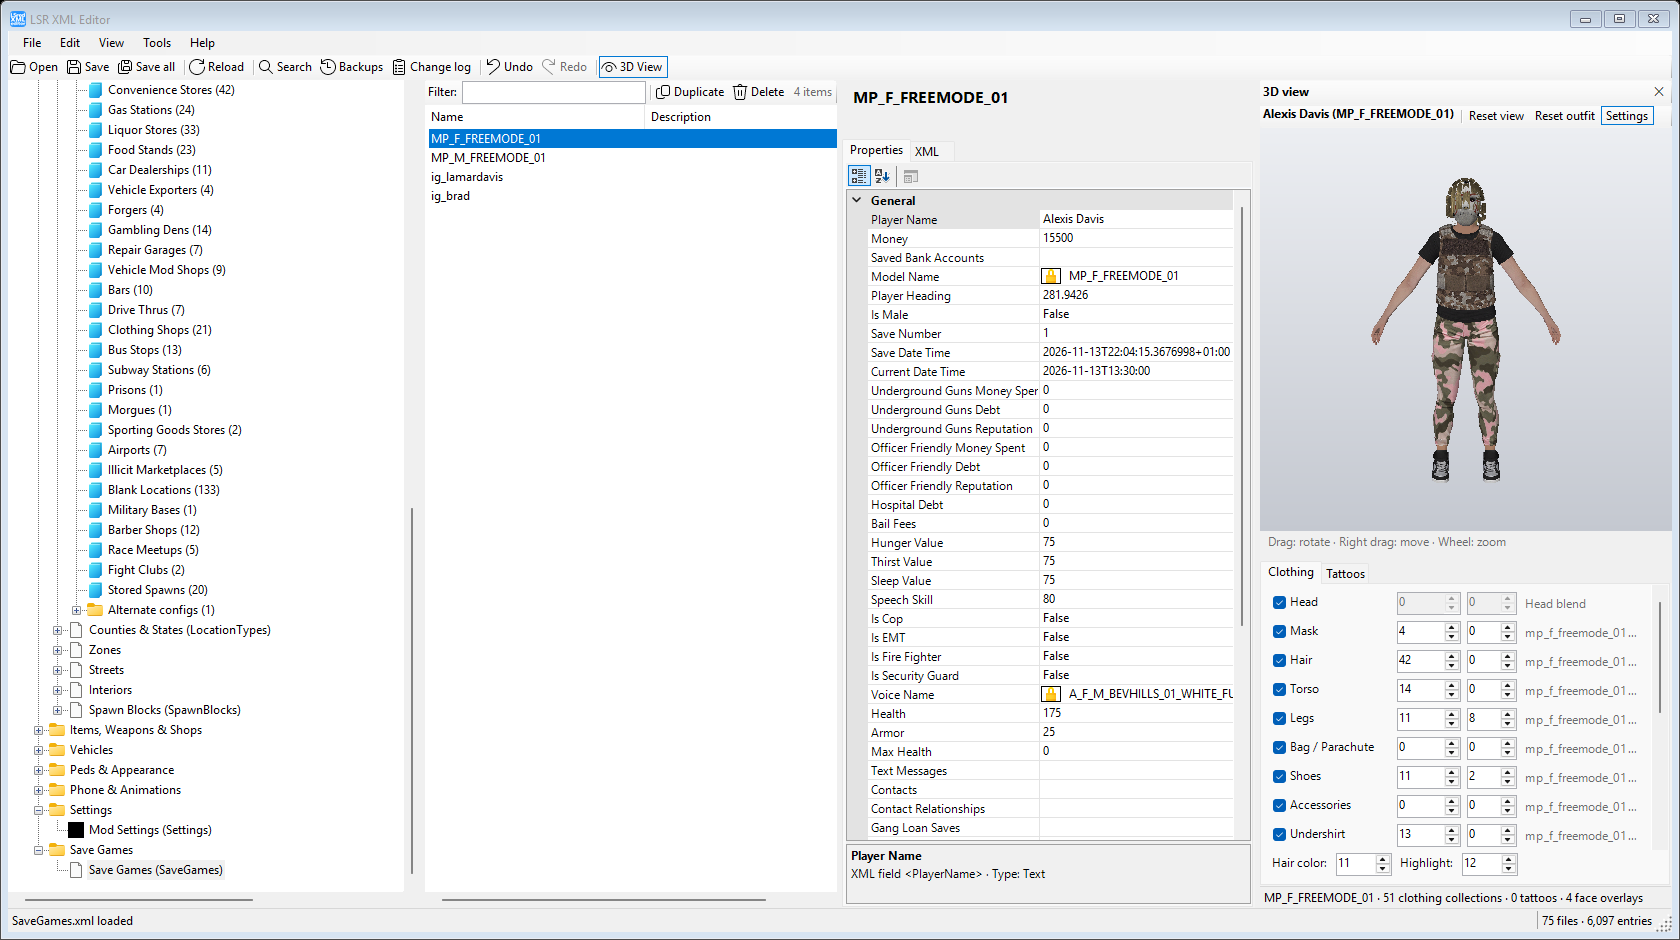 LSR XML Editor
File Edit View Tools Help
Open Save Save all Reload Search Backups Change log Undo Redo 3D View
Convenience Stores (42)
Gas Stations (24)
Liquor Stores (33)
Food Stands (23)
Car Dealerships (11)
Vehicle Exporters (4)
Forgers (4)
Gambling Dens (14)
Repair Garages (7)
Vehicle Mod Shops (9)
Bars (10)
Drive Thrus (7)
Clothing Shops (21)
Bus Stops (13)
Subway Stations (6)
Prisons (1)
Morgues (1)
Sporting Goods Stores (2)
Airports (7)
Illicit Marketplaces (5)
Blank Locations (133)
Military Bases (1)
Barber Shops (12)
Race Meetups (5)
Fight Clubs (2)
Stored Spawns (20)
Alternate configs (1)
Counties & States (LocationTypes)
Zones
Streets
Interiors
Spawn Blocks (SpawnBlocks)
Items, Weapons & Shops
Vehicles
Peds & Appearance
Phone & Animations
Settings
Mod Settings (Settings)
Save Games
Save Games (SaveGames)
Filter: Duplicate Delete 4 items
Name Description
MP_F_FREEMODE_01
MP_M_FREEMODE_01
ig_lamardavis
ig_brad
MP_F_FREEMODE_01
Properties XML
General
Player Name Alexis Davis
Money 15500
Saved Bank Accounts
Model Name MP_F_FREEMODE_01
Player Heading 281.9426
Is Male False
Save Number 1
Save Date Time 2026-11-13T22:04:15.3676998+01:00
Current Date Time 2026-11-13T13:30:00
Underground Guns Money Sper 0
Underground Guns Debt 0
Underground Guns Reputation 0
Officer Friendly Money Spent 0
Officer Friendly Debt 0
Officer Friendly Reputation 0
Hospital Debt 0
Bail Fees 0
Hunger Value 75
Thirst Value 75
Sleep Value 75
Speech Skill 80
Is Cop False
Is EMT False
Is Fire Fighter False
Is Security Guard False
Voice Name A_F_M_BEVHILLS_01_WHITE_FU
Health 175
Armor 25
Max Health 0
Text Messages
Contacts
Contact Relationships
Gang Loan Saves
Player Name
XML field <PlayerName> · Type: Text
3D view
Alexis Davis (MP_F_FREEMODE_01) Reset view Reset outfit Settings
Drag: rotate · Right drag: move · Wheel: zoom
Clothing Tattoos
Head 0 0 Head blend
Mask 4 0 mp_f_freemode_01...
Hair 42 0 mp_f_freemode_01...
Torso 14 0 mp_f_freemode_01...
Legs 11 8 mp_f_freemode_01...
Bag / Parachute 0 0 mp_f_freemode_01...
Shoes 11 2 mp_f_freemode_01...
Accessories 0 0 mp_f_freemode_01...
Undershirt 13 0 mp_f_freemode_01...
Hair color: 11 Highlight: 12
MP_F_FREEMODE_01 · 51 clothing collections · 0 tattoos · 4 face overlays
SaveGames.xml loaded
75 files · 6,097 entries